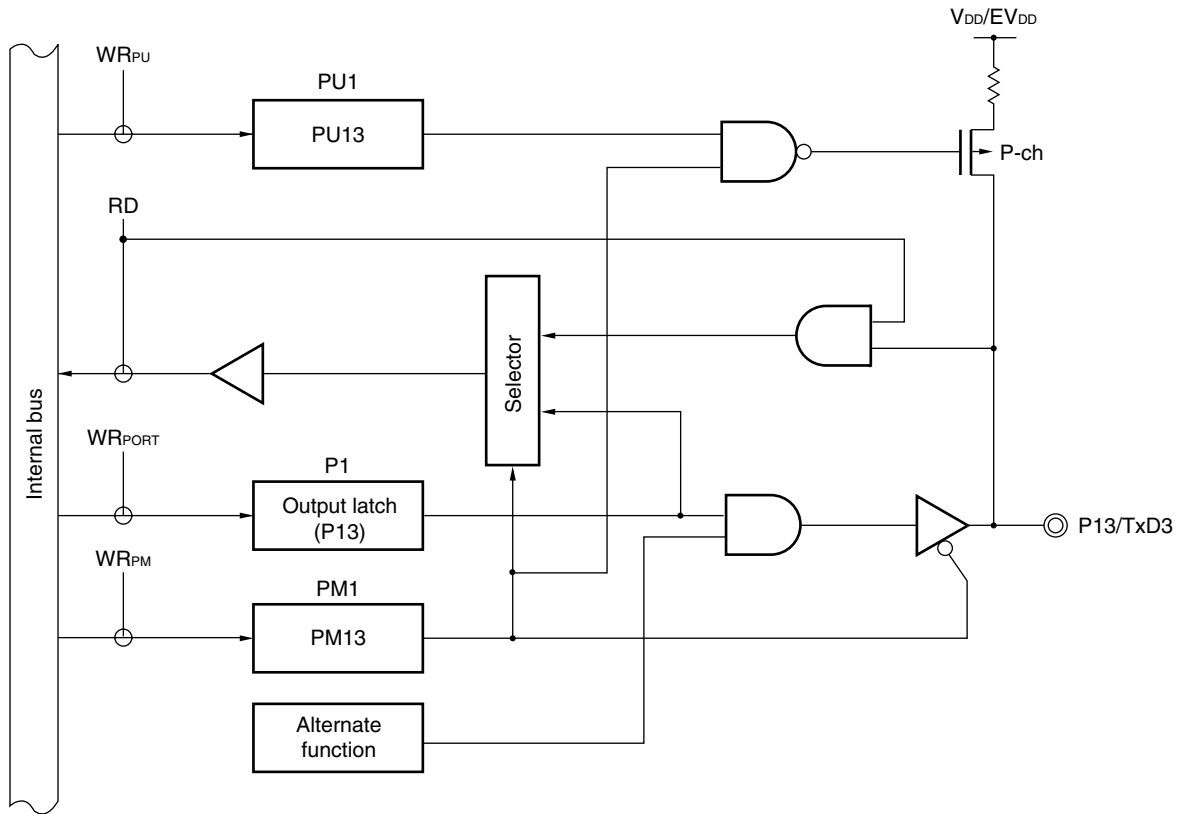 VDD/EVDD
WRPU
PU1
PU13
P-ch
RD
Selector
Internal bus
WRPORT
P1
Output latch
(P13)
P13/TxD3
WRPM
PM1
PM13
Alternate
function